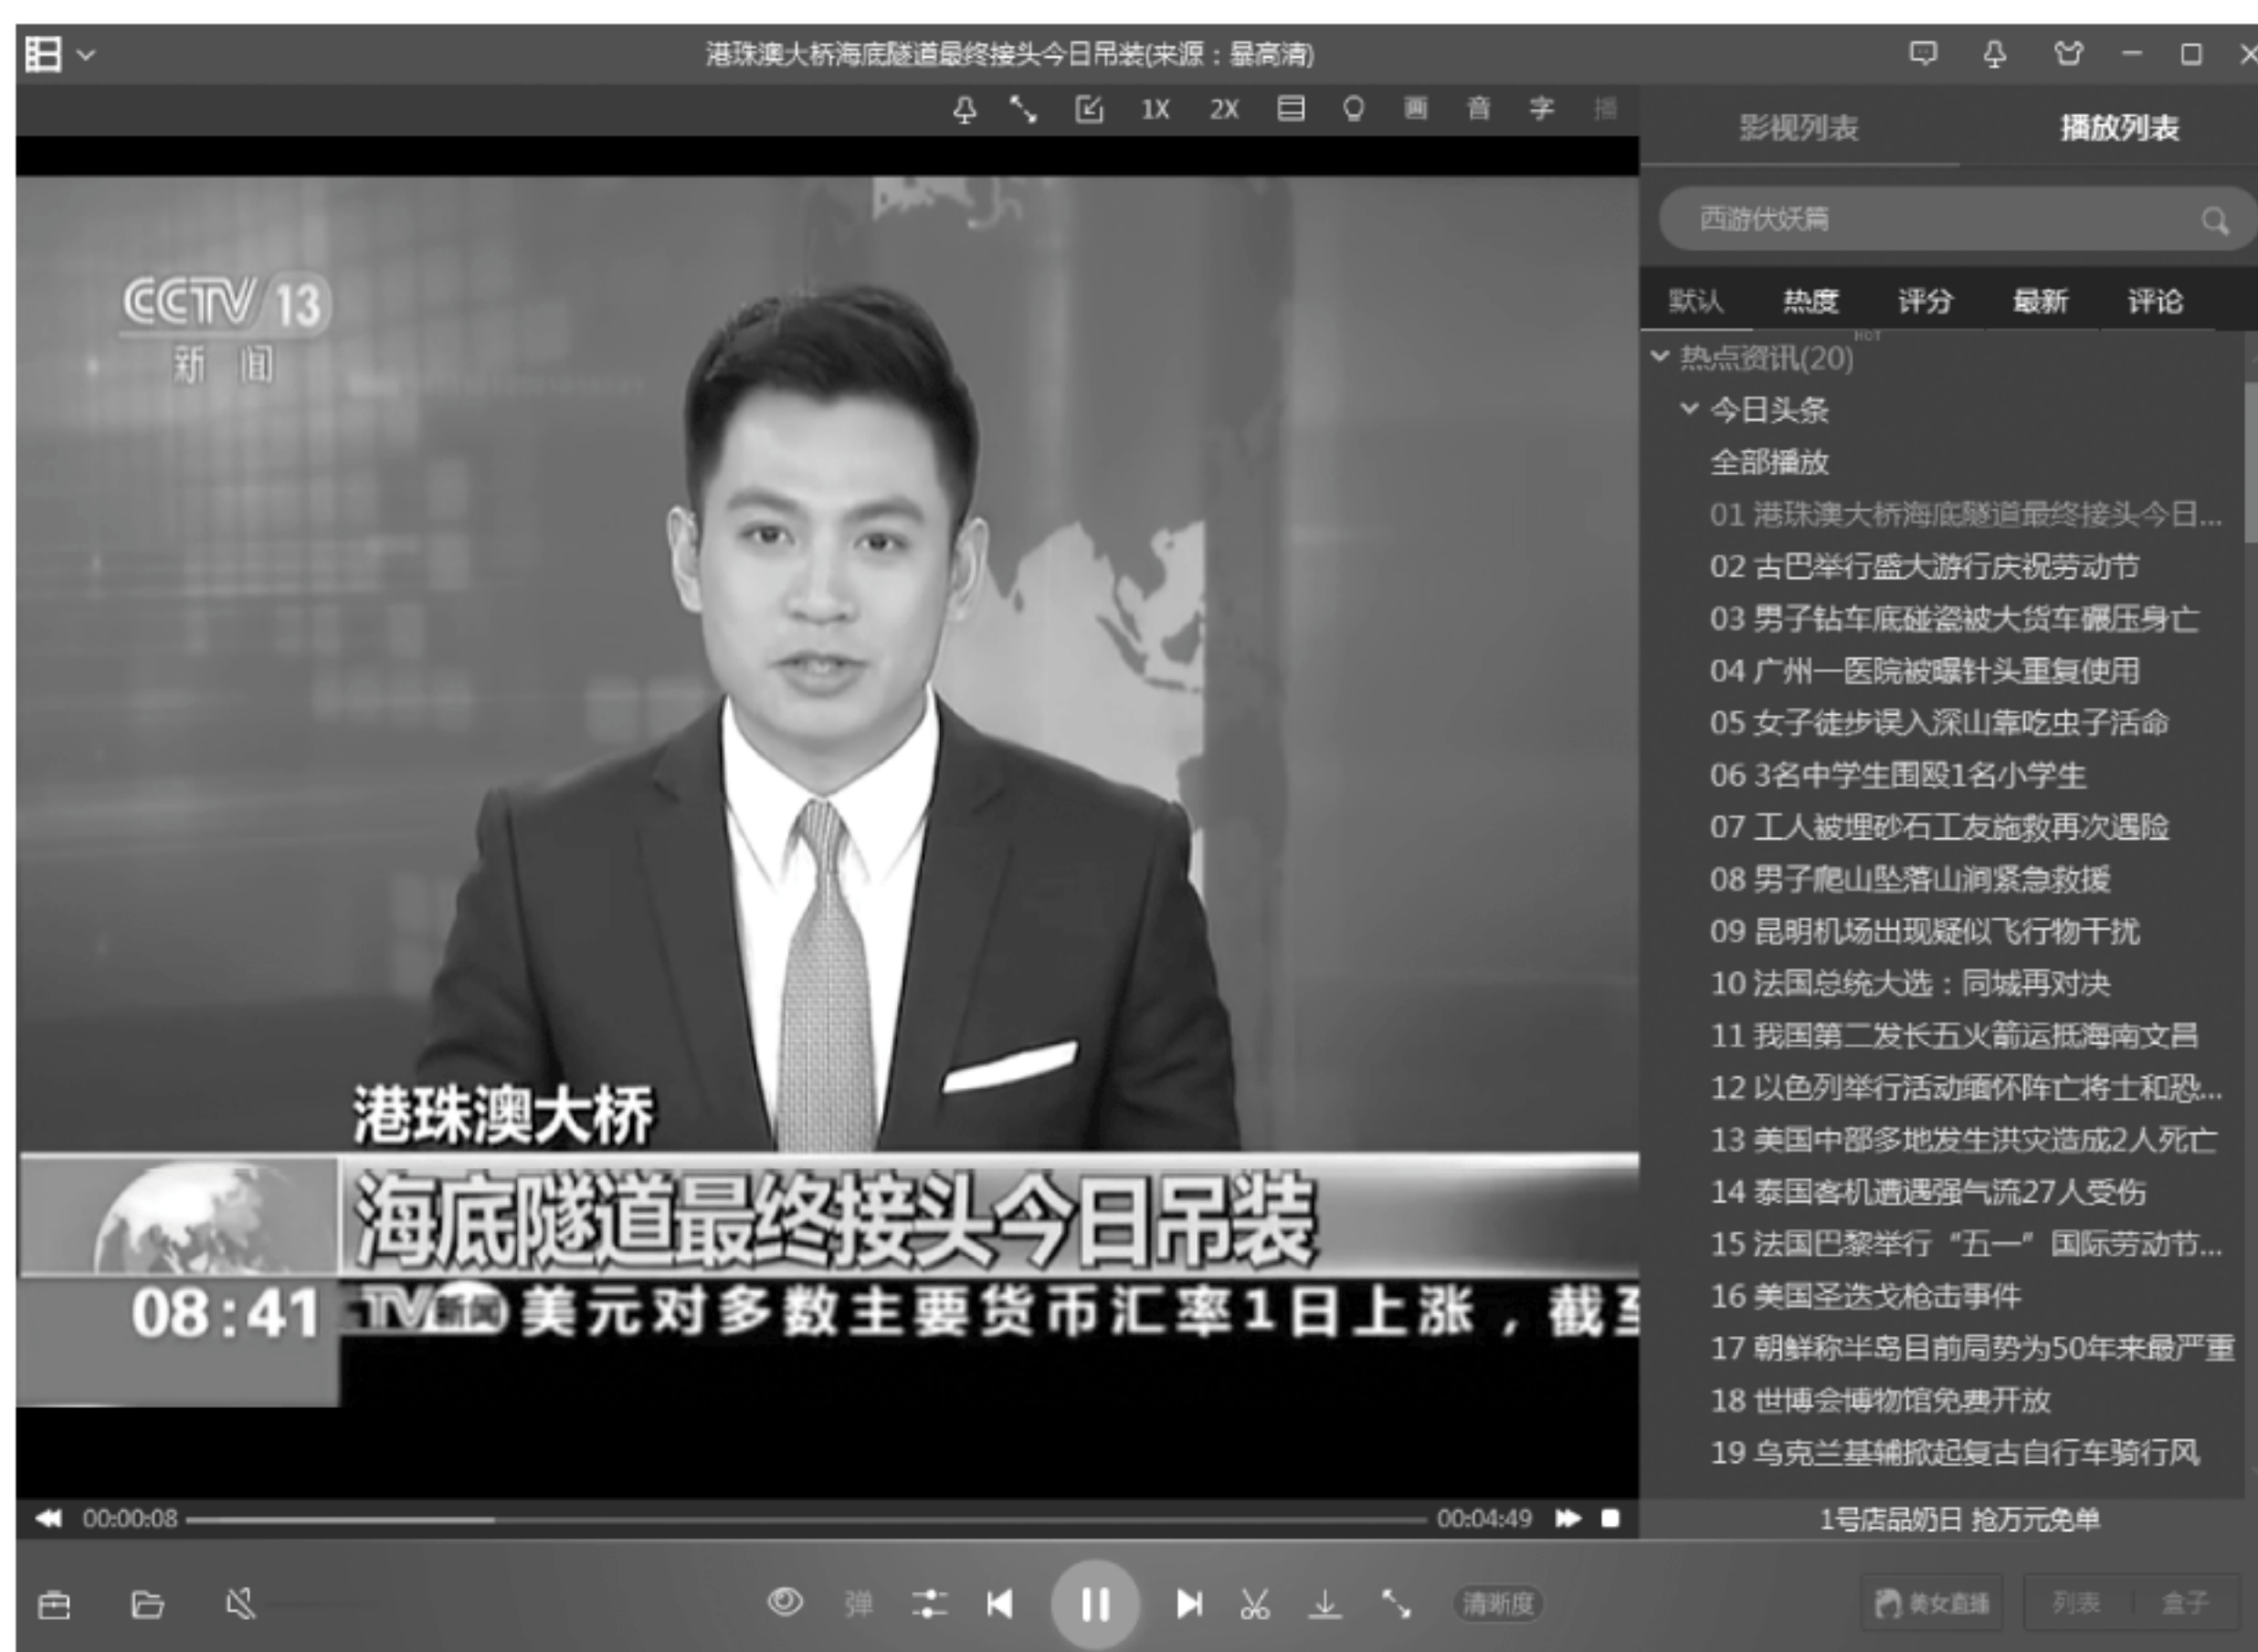 港珠澳大桥海底隧道最终接头今日吊装(来源：暴高清)
1X 2X 画 音 字 播
影视列表 播放列表
西游伏妖篇
默认 热度 评分 最新 评论
HOT
热点资讯(20)
今日头条
全部播放
01 港珠澳大桥海底隧道最终接头今日...
02 古巴举行盛大游行庆祝劳动节
03 男子钻车底碰瓷被大货车碾压身亡
04 广州一医院被曝针头重复使用
05 女子徒步误入深山靠吃虫子活命
06 3名中学生围殴1名小学生
07 工人被埋砂石工友施救再次遇险
08 男子爬山坠落山涧紧急救援
09 昆明机场出现疑似飞行物干扰
10 法国总统大选：同城再对决
11 我国第二发长五火箭运抵海南文昌
12 以色列举行活动缅怀阵亡将士和恐...
13 美国中部多地发生洪灾造成2人死亡
14 泰国客机遭遇强气流27人受伤
15 法国巴黎举行“五一”国际劳动节...
16 美国圣迭戈枪击事件
17 朝鲜称半岛目前局势为50年来最严重
18 世博会博物馆免费开放
19 乌克兰基辅掀起复古自行车骑行风
CCTV 13
新闻
港珠澳大桥
海底隧道最终接头今日吊装
08:41 TV新闻 美元对多数主要货币汇率1日上涨，截至
00:00:08 00:04:49
1号店品奶日 抢万元免单
弹 清晰度 美女直播 列表 盒子